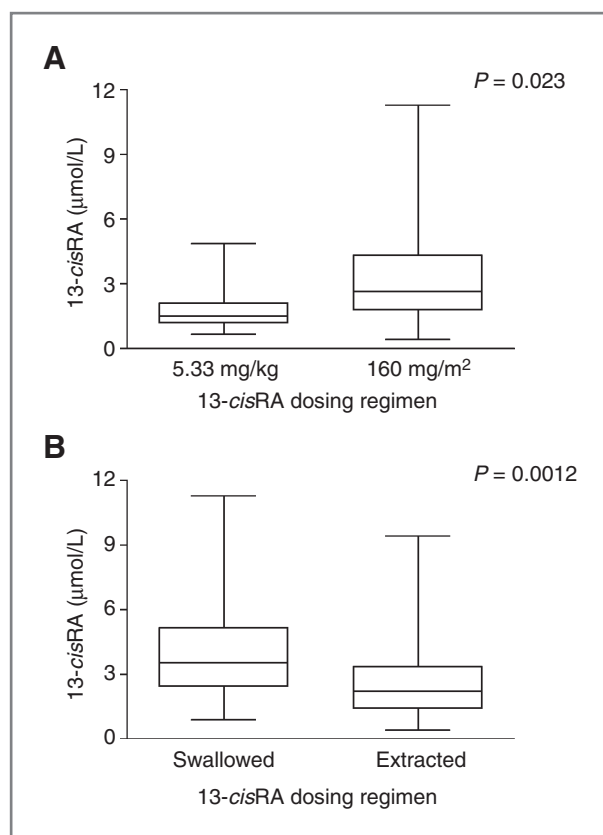 A
P = 0.023
12
9
6
3
0
13-cisRA (μmol/L)
5.33 mg/kg 160 mg/m²
13-cisRA dosing regimen
B
P = 0.0012
12
9
6
3
0
13-cisRA (μmol/L)
Swallowed Extracted
13-cisRA dosing regimen